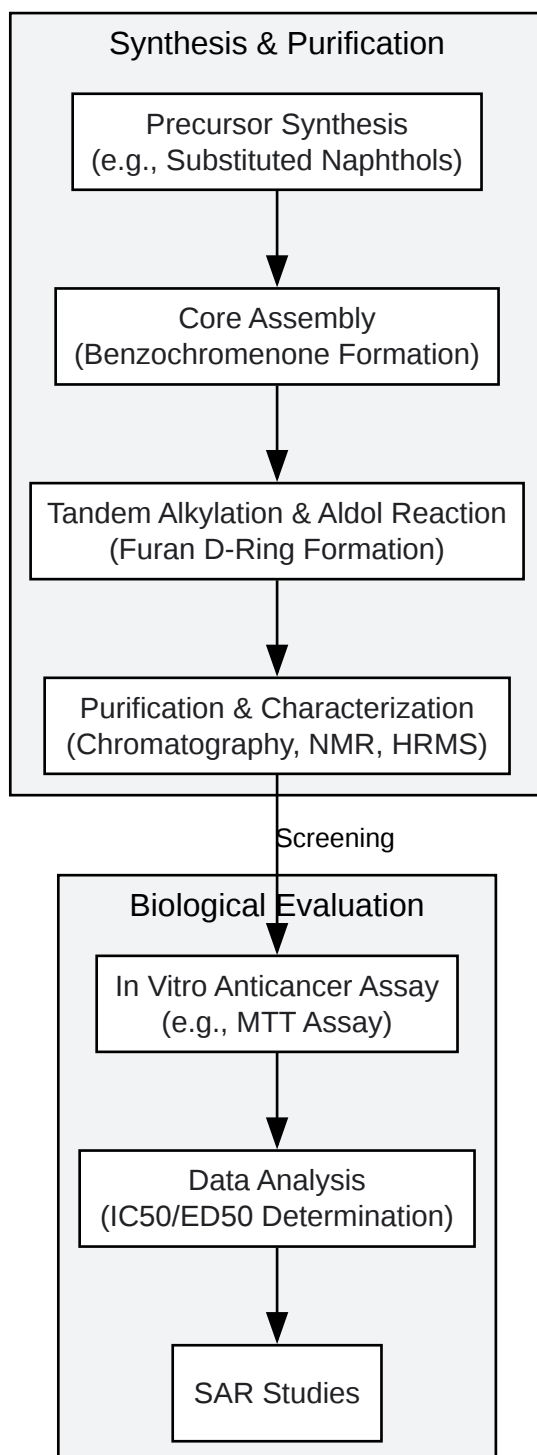 Synthesis & Purification
Precursor Synthesis
(e.g., Substituted Naphthols)
Core Assembly
(Benzochromenone Formation)
Tandem Alkylation & Aldol Reaction
(Furan D-Ring Formation)
Purification & Characterization
(Chromatography, NMR, HRMS)
Screening
Biological Evaluation
In Vitro Anticancer Assay
(e.g., MTT Assay)
Data Analysis
(IC50/ED50 Determination)
SAR Studies